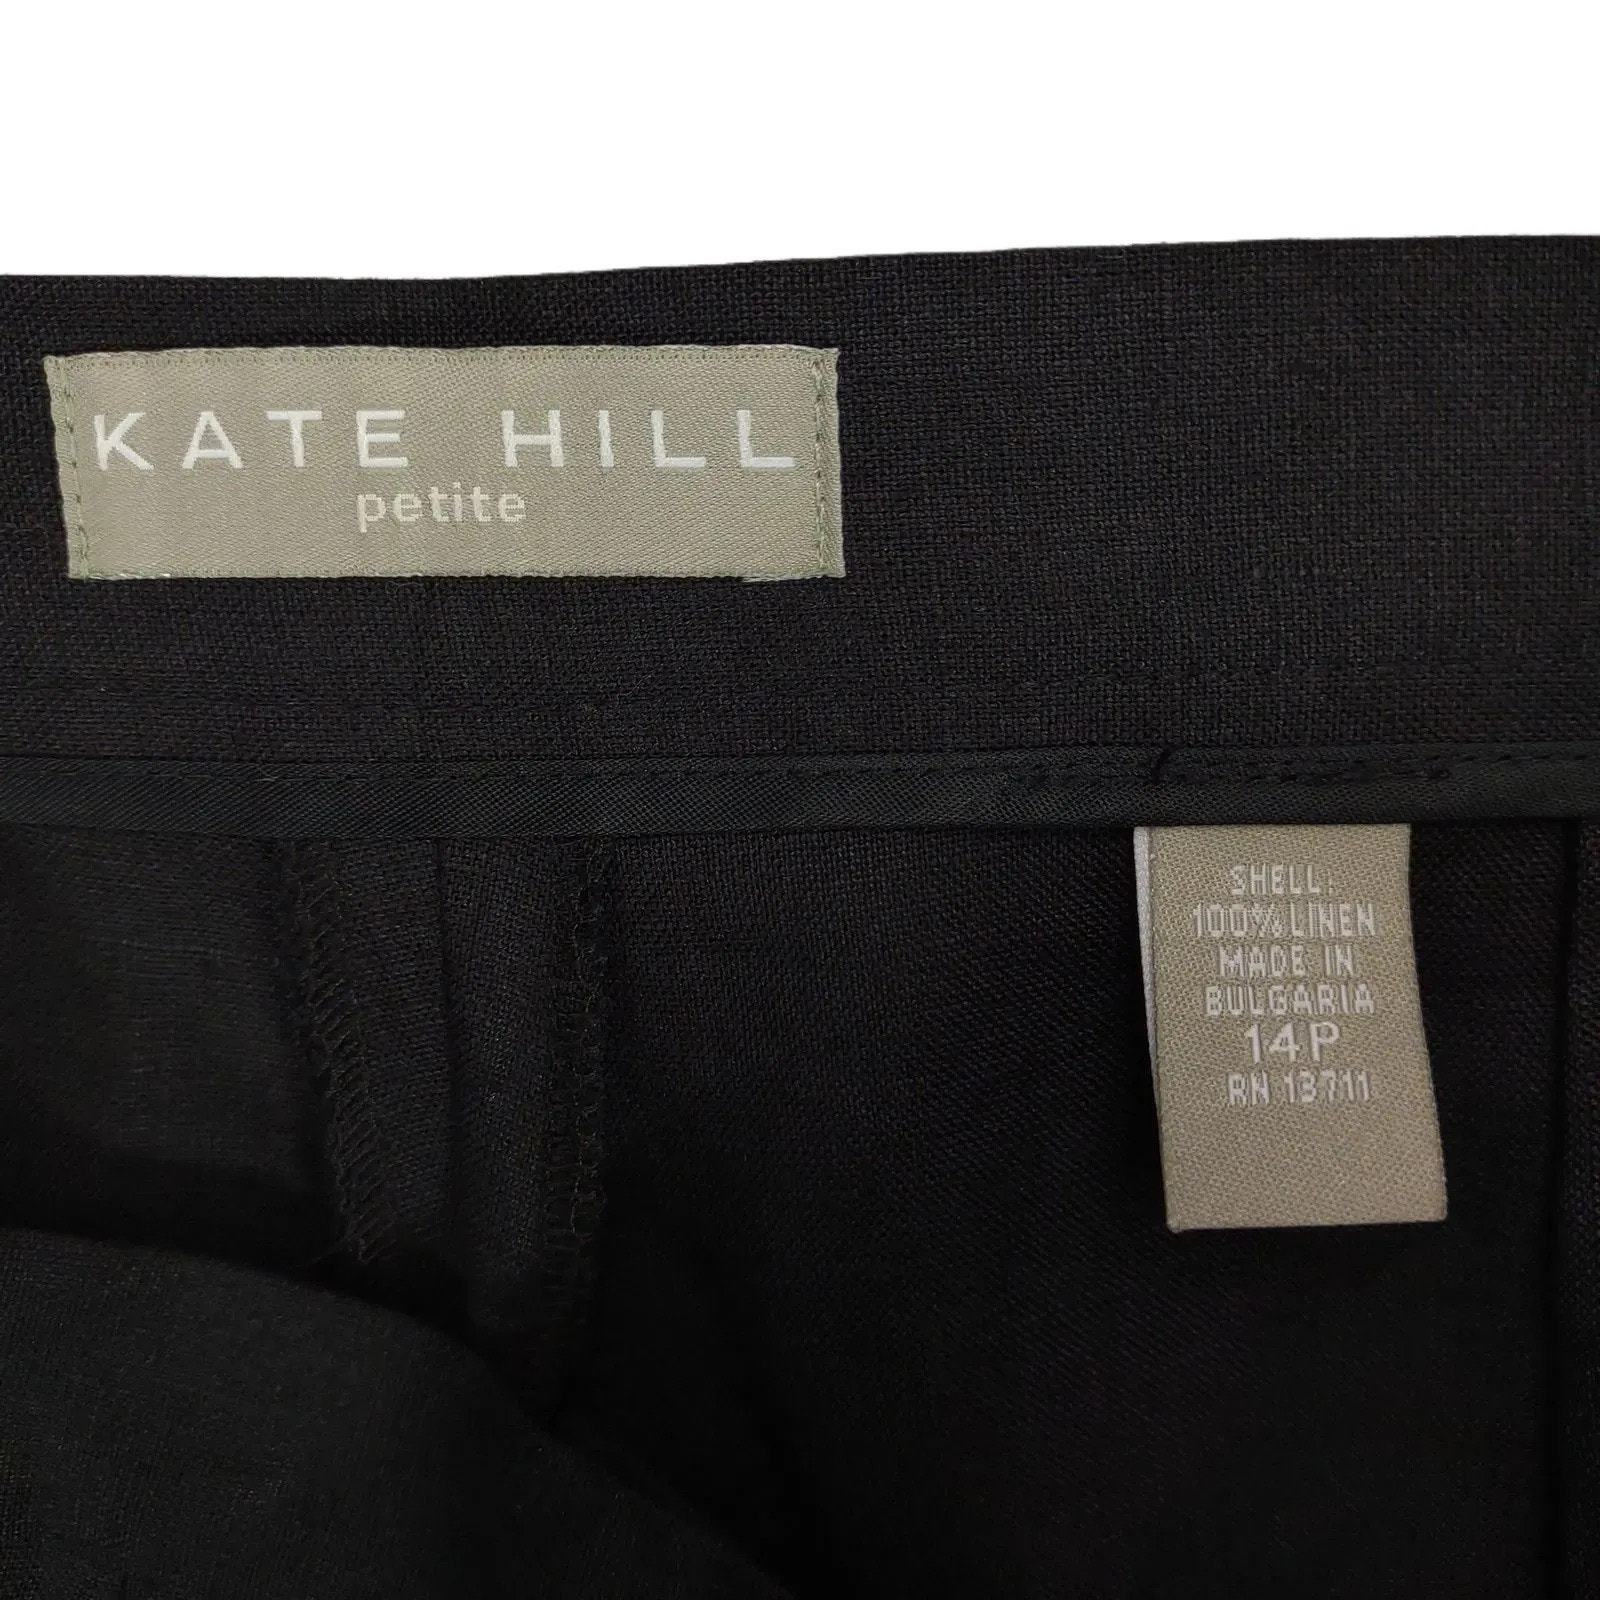 KATE HILL
petite
SHELL:
100% LINEN
MADE IN
BULGARIA
14P
RN 13711